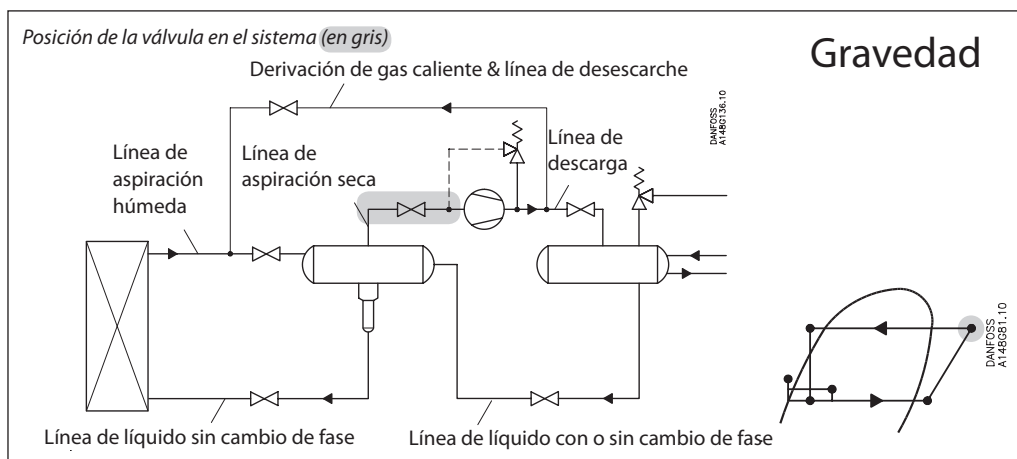 Posición de la válvula en el sistema (en gris)
Gravedad
Derivación de gas caliente & línea de desescarche
DANFOSS
A148G136.10
Línea de
aspiración
húmeda
Línea de
aspiración seca
Línea de
descarga
DANFOSS
A148G81.10
Línea de líquido sin cambio de fase
Línea de líquido con o sin cambio de fase